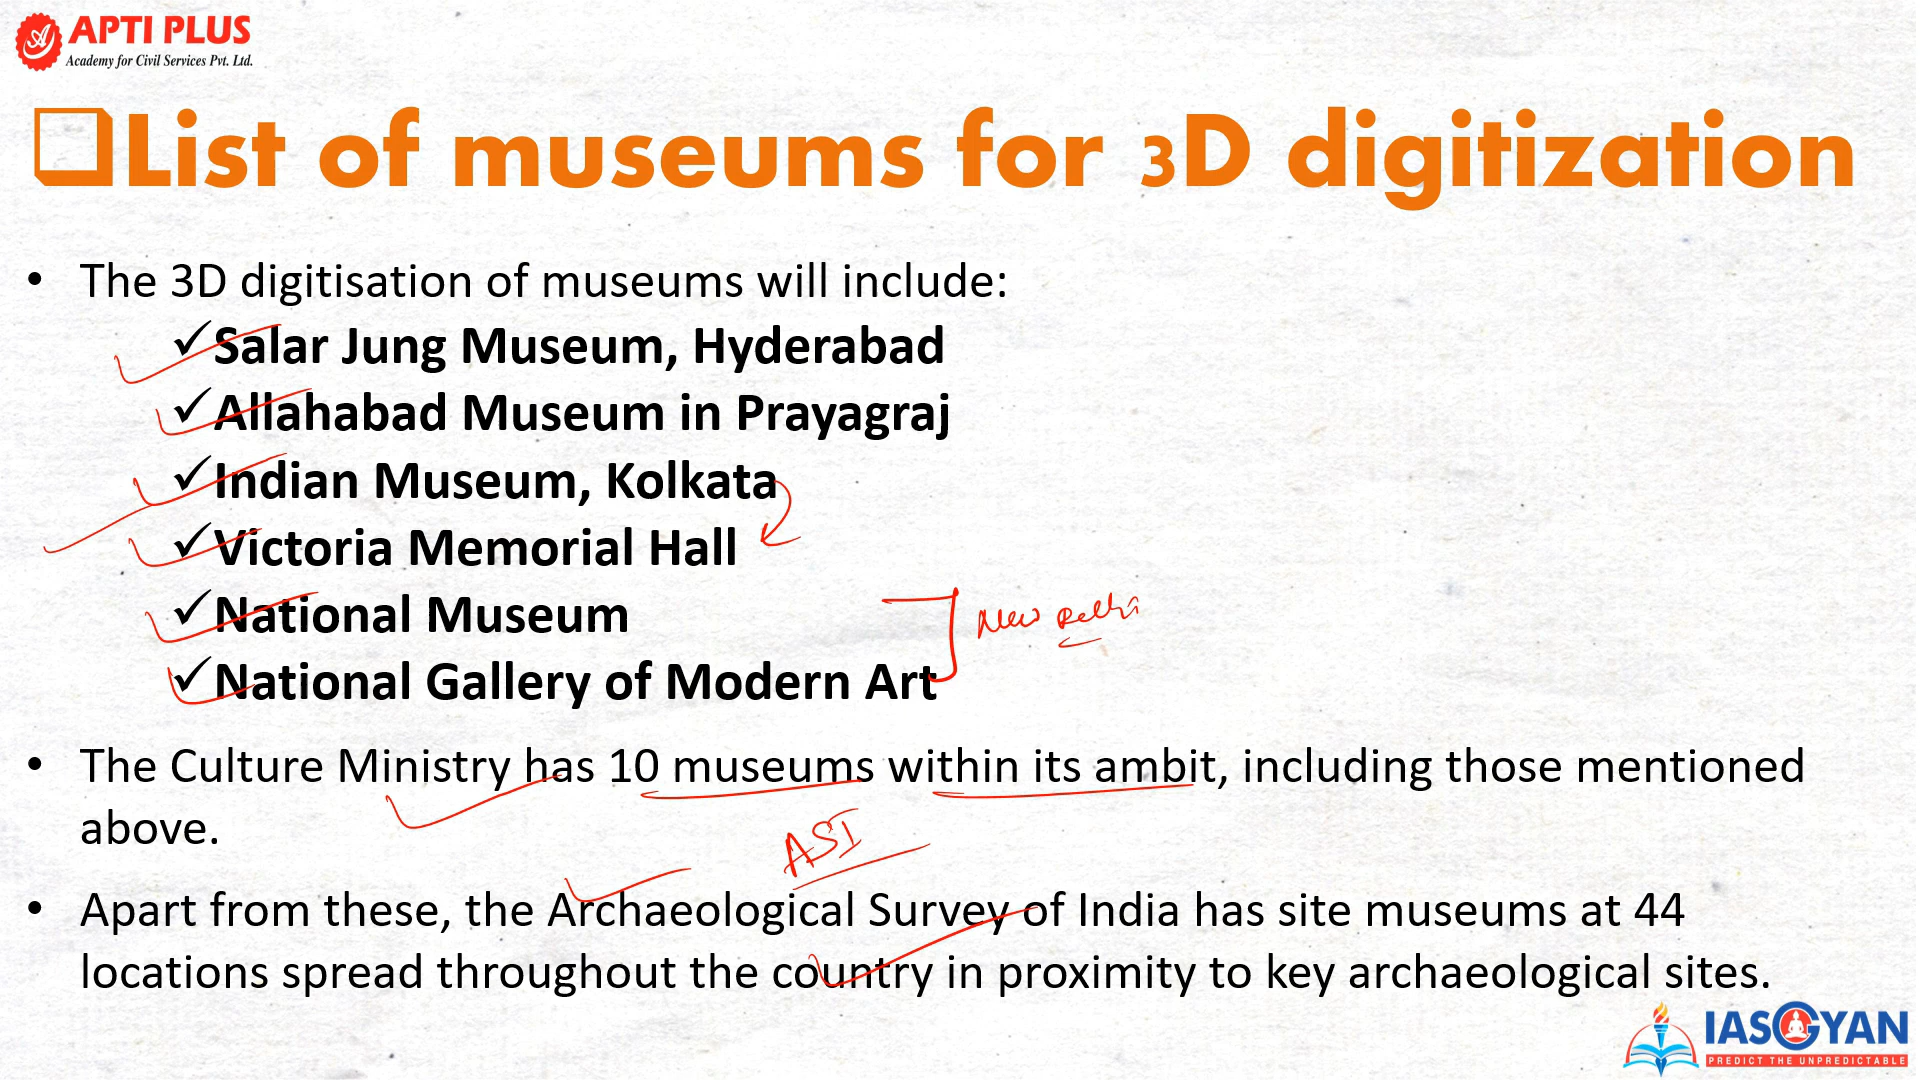 APTI PLUS
Academy for Civil Services Pvt. Ltd.
List of museums for 3D digitization
• The 3D digitisation of museums will include:
✓Salar Jung Museum, Hyderabad
✓Allahabad Museum in Prayagraj
✓Indian Museum, Kolkata
✓Victoria Memorial Hall
✓National Museum
New Delhi
✓National Gallery of Modern Art
• The Culture Ministry has 10 museums within its ambit, including those mentioned
above.
ASI
• Apart from these, the Archaeological Survey of India has site museums at 44
locations spread throughout the country in proximity to key archaeological sites.
IASGYAN
PREDICT THE UNPREDICTABLE